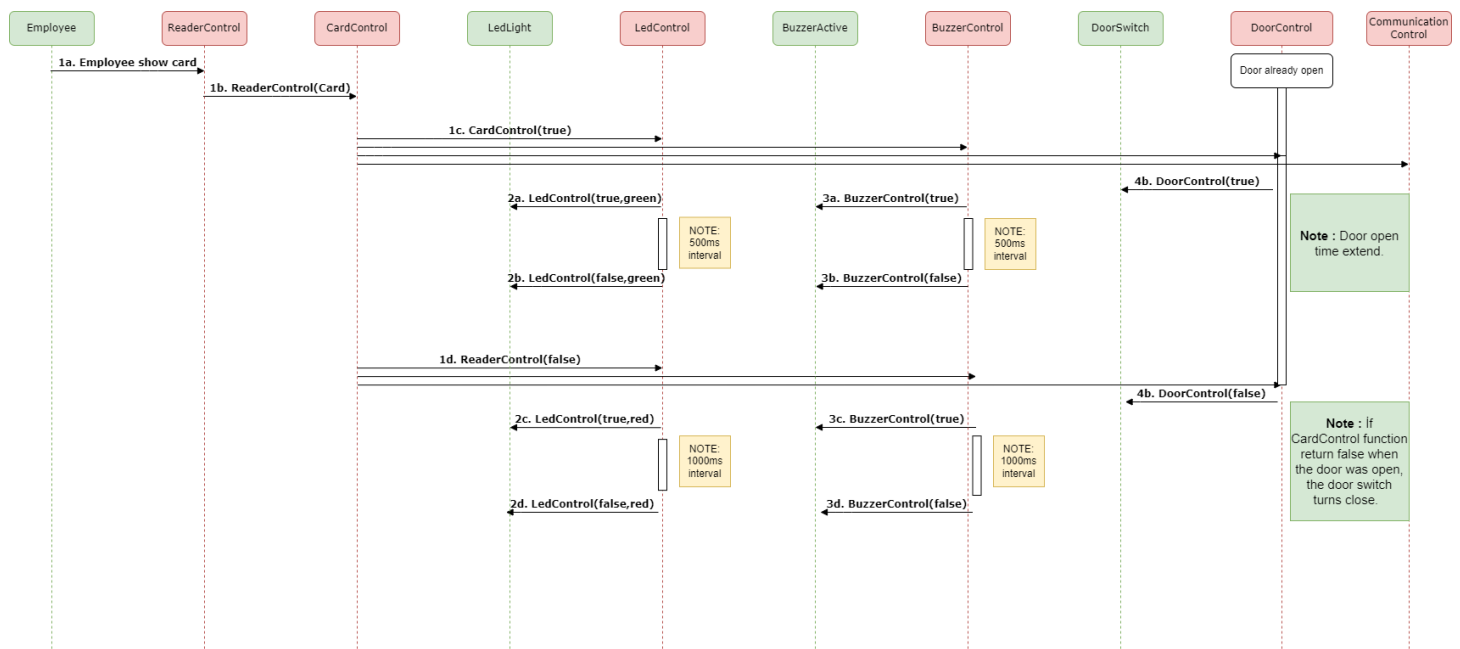 Employee
ReaderControl
CardControl
LedLight
LedControl
BuzzerActive
BuzzerControl
DoorSwitch
DoorControl
Communication
Control
1a. Employee show card
Door already open
1b. ReaderControl(Card)
1c. CardControl(true)
4b. DoorControl(true)
2a. LedControl(true,green)
3a. BuzzerControl(true)
NOTE:
500ms
interval
NOTE:
500ms
interval
Note : Door open
time extend.
2b. LedControl(false,green)
3b. BuzzerControl(false)
1d. ReaderControl(false)
4b. DoorControl(false)
2c. LedControl(true,red)
3c. BuzzerControl(true)
NOTE:
1000ms
interval
NOTE:
1000ms
interval
Note : İf
CardControl function
return false when
the door was open,
the door switch
turns close.
2d. LedControl(false,red)
3d. BuzzerControl(false)